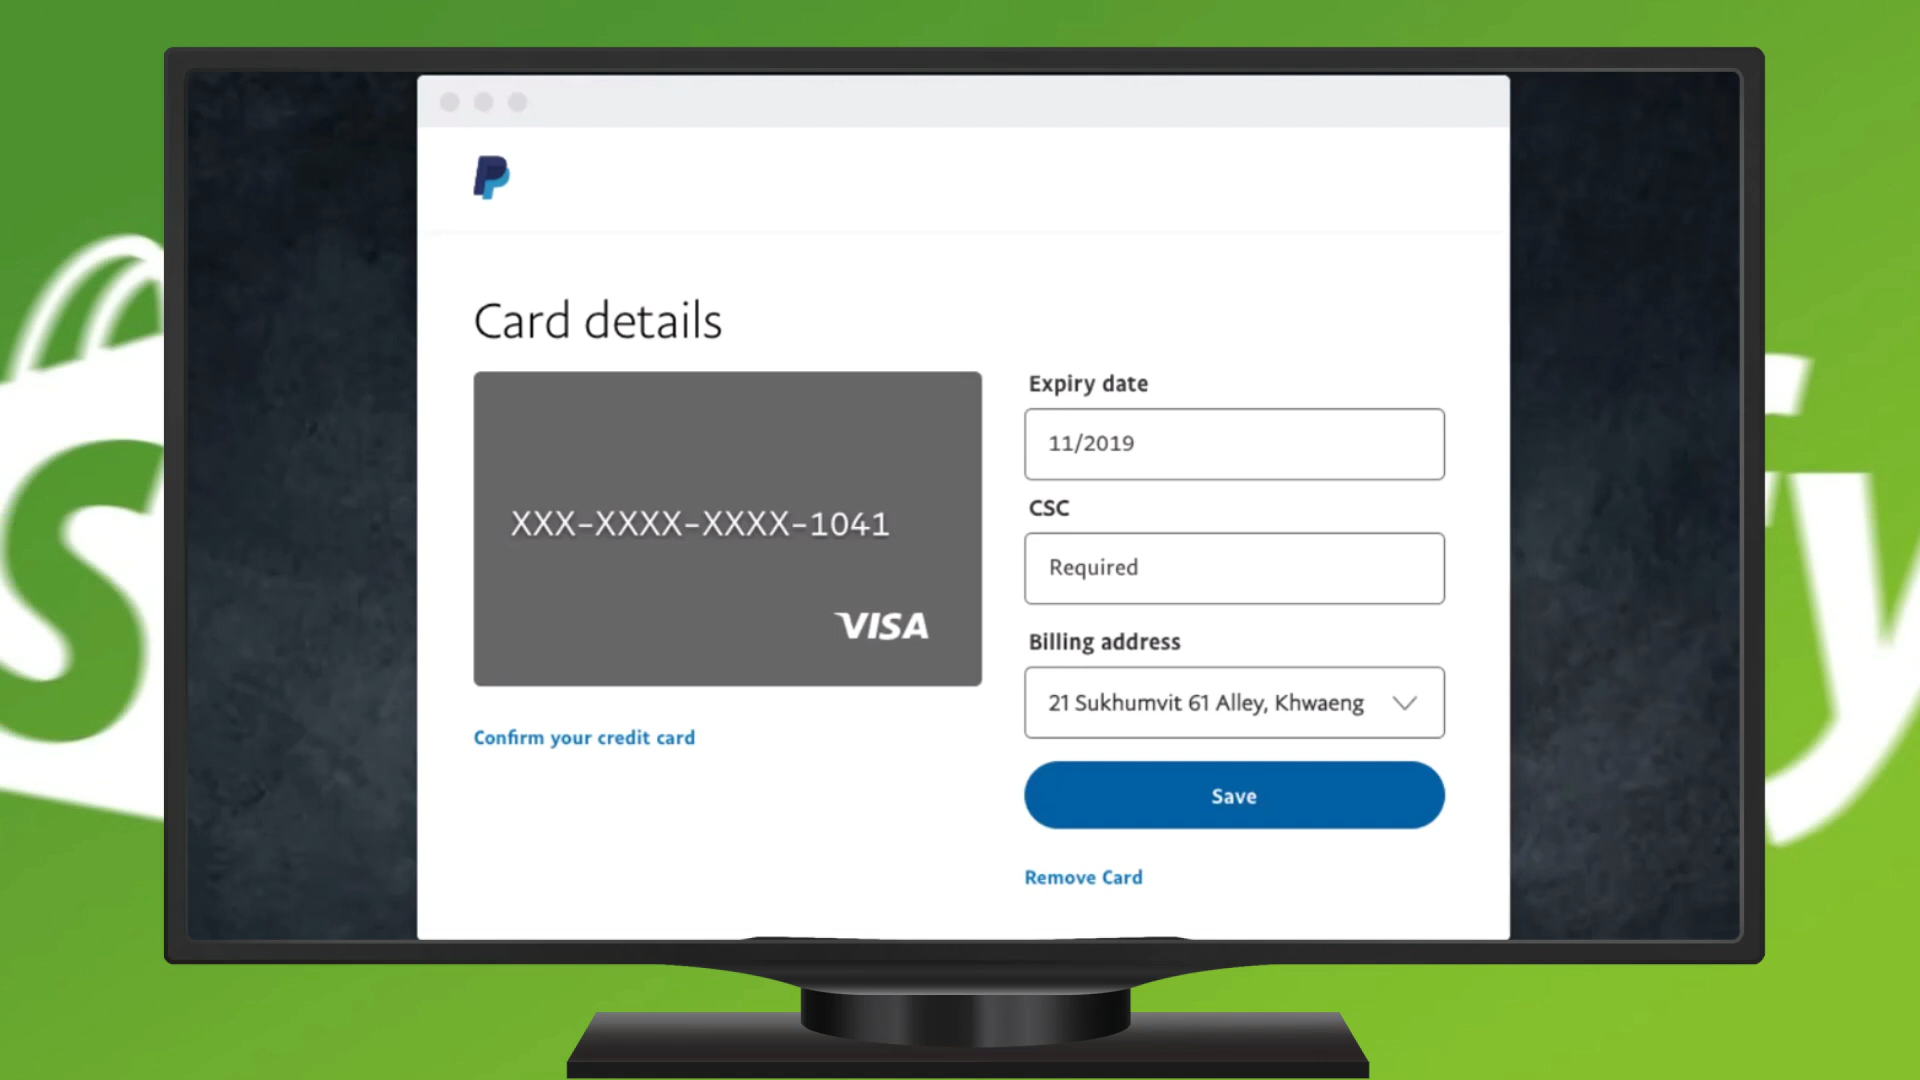 Card details
XXX-XXXX-XXXX-1041
VISA
Confirm your credit card
Expiry date
11/2019
CSC
Required
Billing address
21 Sukhumvit 61 Alley, Khwaeng
Save
Remove Card